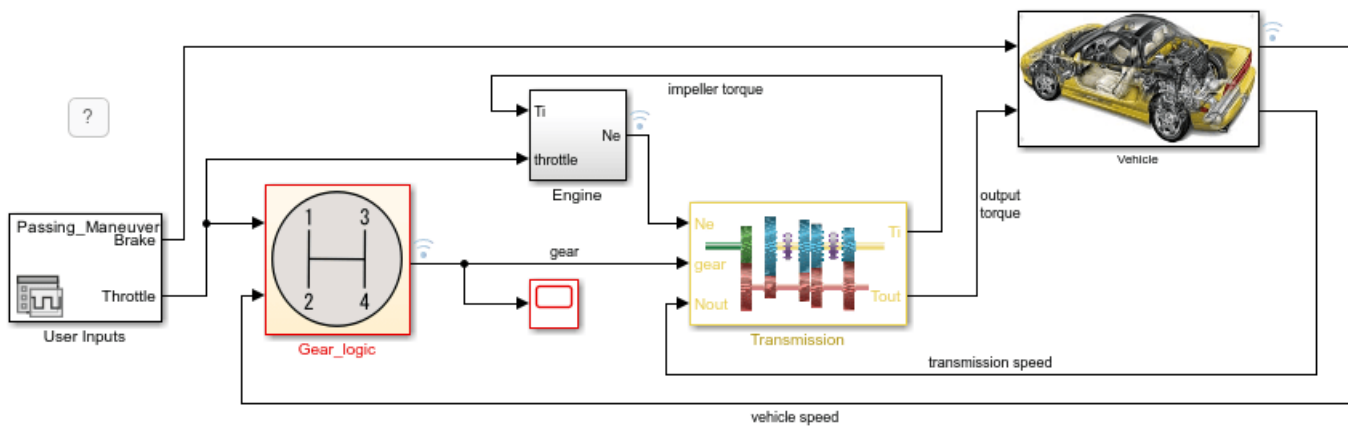 impeller torque
?
Ti
Ne
throttle
Engine
Vehicle
output
torque
Passing_Maneuver
Brake
Throttle
User Inputs
1 3
2 4
Gear_logic
gear
Ne
Ti
gear
Nout
Tout
Transmission
transmission speed
vehicle speed